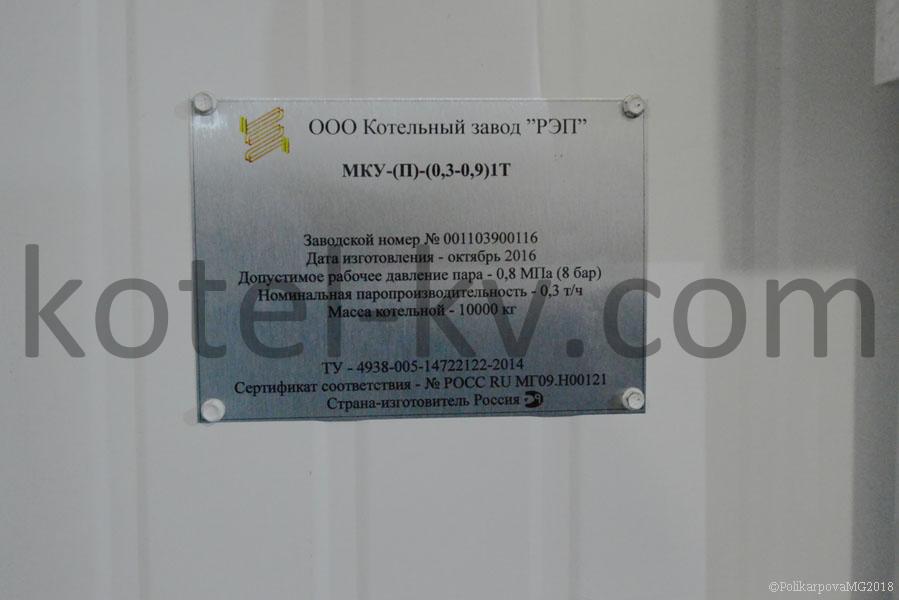 ООО Котельный завод ”РЭП”
МКУ-(П)-(0,3-0,9)1Т
Заводской номер № 001103900116
Дата изготовления - октябрь 2016
Допустимое рабочее давление пара - 0,8 МПа (8 бар)
Номинальная паропроизводительность - 0,3 т/ч
Масса котельной - 10000 кг
kotel-kv.com
ТУ - 4938-005-14722122-2014
Сертификат соответствия - № РОСС RU МГ09.Н00121
Страна-изготовитель Россия
©PolikarpovaMG2018